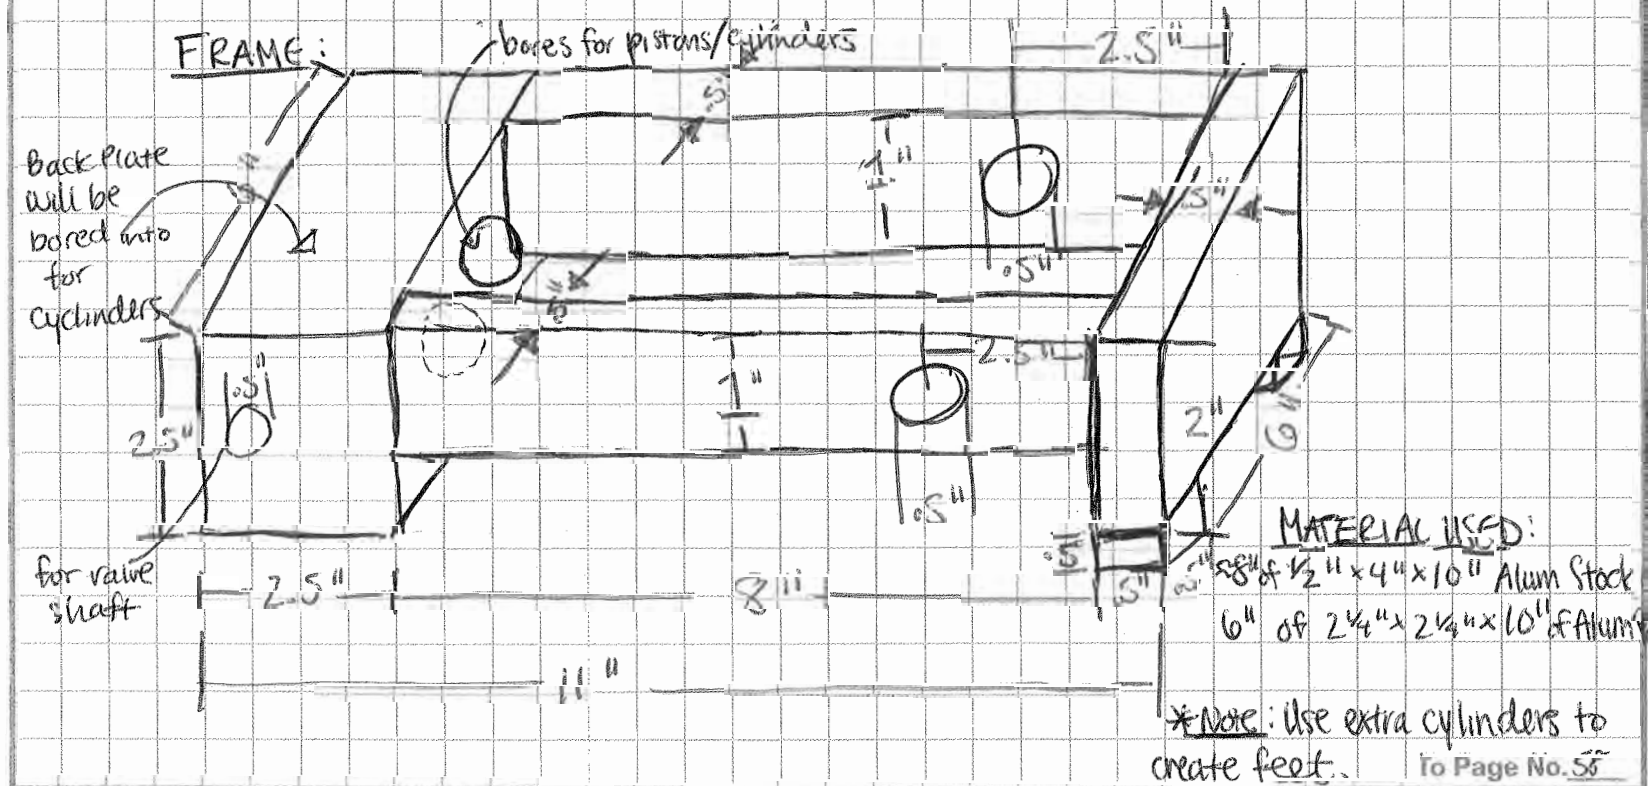 FRAME:
bores for pistons/cylinders
2.5"
.5"
Back Plate
will be
bored into
for
cyclinders
1"
.5"
.5"
.5"
2.5"
1"
.5"
2.5"
2"
6"
.5"
for valve
shaft
2.5"
8"
.5"
.5"
11"
MATERIAL USED:
≈8" of 1/2" x 4" x 10" Alum Stock
6" of 2 1/4" x 2 1/4" x 10" of Alum
*Note: Use extra cylinders to
create feet.
To Page No. 55